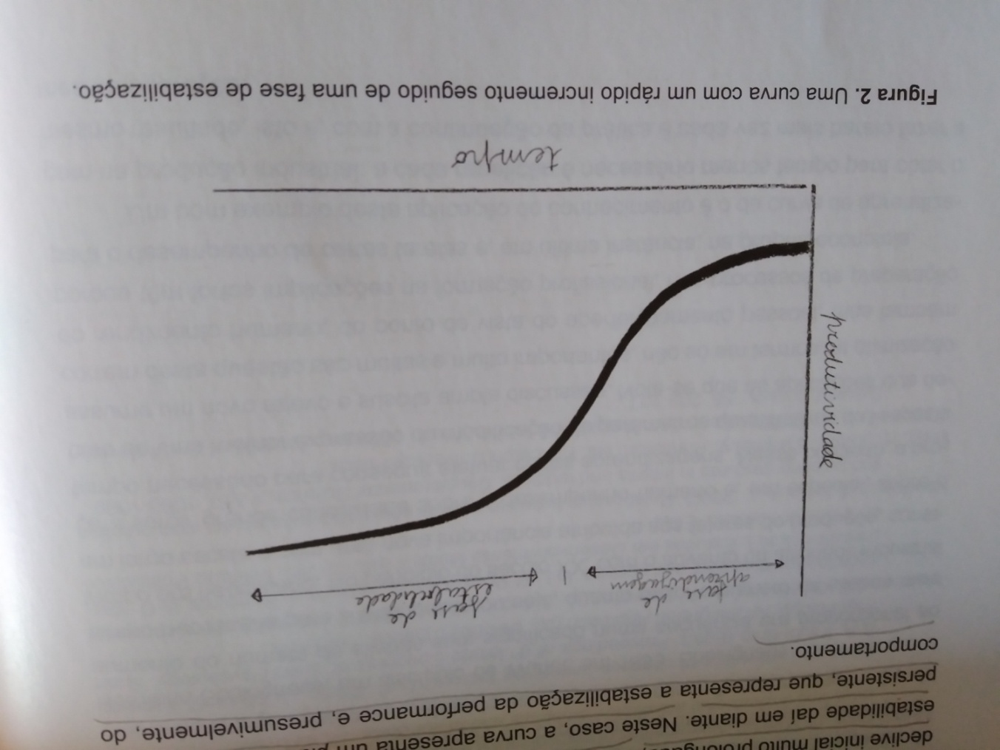 declive inicial muito
estabilidade daí em diante. Neste caso, a curva apresenta um
persistente, que representa a estabilização da performance e, presumivelmente, do
comportamento.
fase de
aprendizagem
fase de
estabilidade
produtividade
tempo
Figura 2. Uma curva com um rápido incremento seguido de uma fase de estabilização.